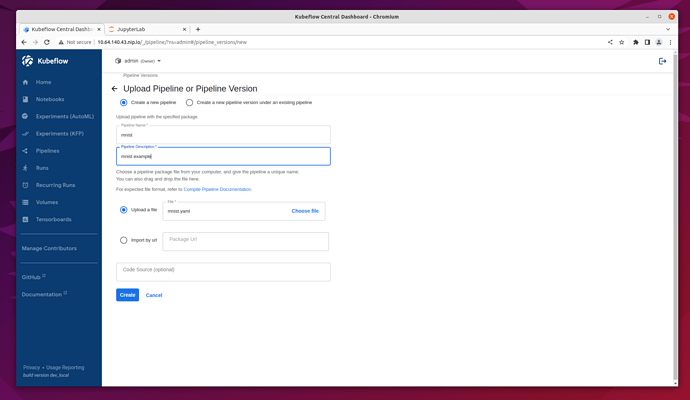 Kubeflow Central Dashboard - Chromium
Kubeflow Central Dashb
JupyterLab
Not secure
10.64.140.43.nip.io/_/pipeline/?ns=admin#/pipeline_versions/new
Kubeflow
Home
Notebooks
Experiments (AutoML)
Experiments (KFP)
Pipelines
Runs
Recurring Runs
Volumes
Tensorboards
Manage Contributors
GitHub
Documentation
Privacy • Usage Reporting
build version dev_local
admin (Owner)
Pipeline Versions
Upload Pipeline or Pipeline Version
Create a new pipeline
Create a new pipeline version under an existing pipeline
Upload pipeline with the specified package.
Pipeline Name *
mnist
Pipeline Description *
mnist example
Choose a pipeline package file from your computer, and give the pipeline a unique name.
You can also drag and drop the file here.
For expected file format, refer to Compile Pipeline Documentation.
Upload a file
File *
mnist.yaml
Choose file
Import by url
Package Url
Code Source (optional)
Create
Cancel